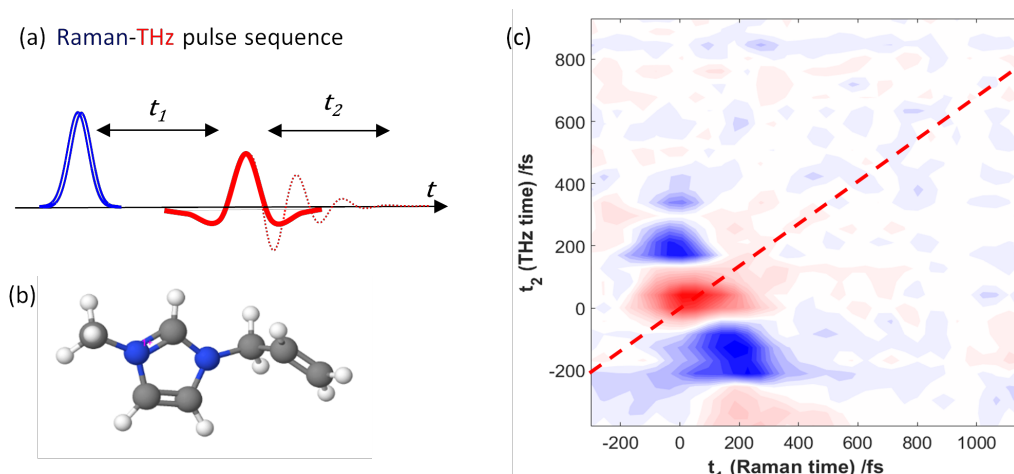 (a) Raman-THz pulse sequence
t1
t2
t
(b)
(c)
t2 (THz time) /fs
800
600
400
200
0
-200
-200 0 200 400 600 800 1000
t1 (Raman time) /fs